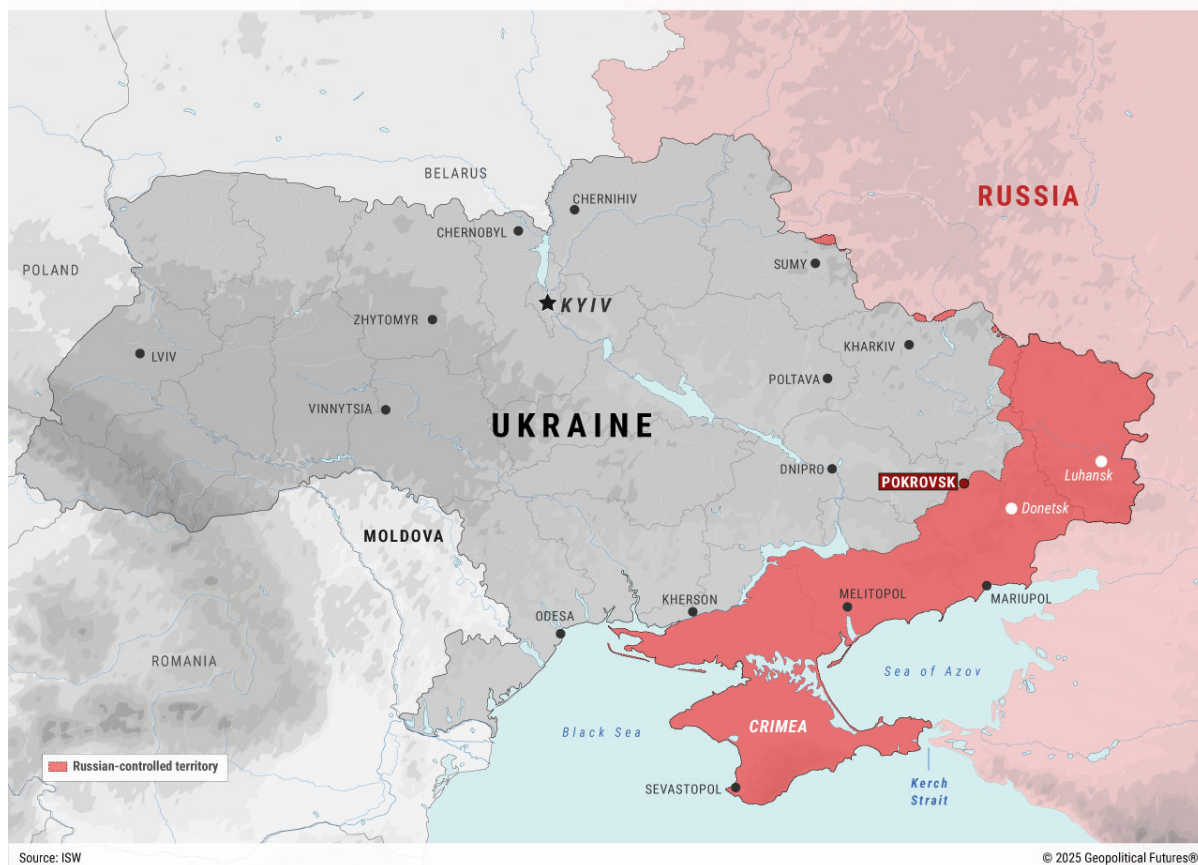 BELARUS
CHERNIHIV
RUSSIA
CHERNOBYL
POLAND
SUMY
KYIV
ZHYTOMYR
KHARKIV
LVIV
POLTAVA
VINNYTSIA
UKRAINE
DNIPRO
Luhansk
POKROVSK
Donetsk
MOLDOVA
MELITOPOL
MARIUPOL
KHERSON
ODESA
ROMANIA
Sea of Azov
CRIMEA
Black Sea
Russian-controlled territory
Kerch
Strait
SEVASTOPOL
Source: ISW
© 2025 Geopolitical Futures®